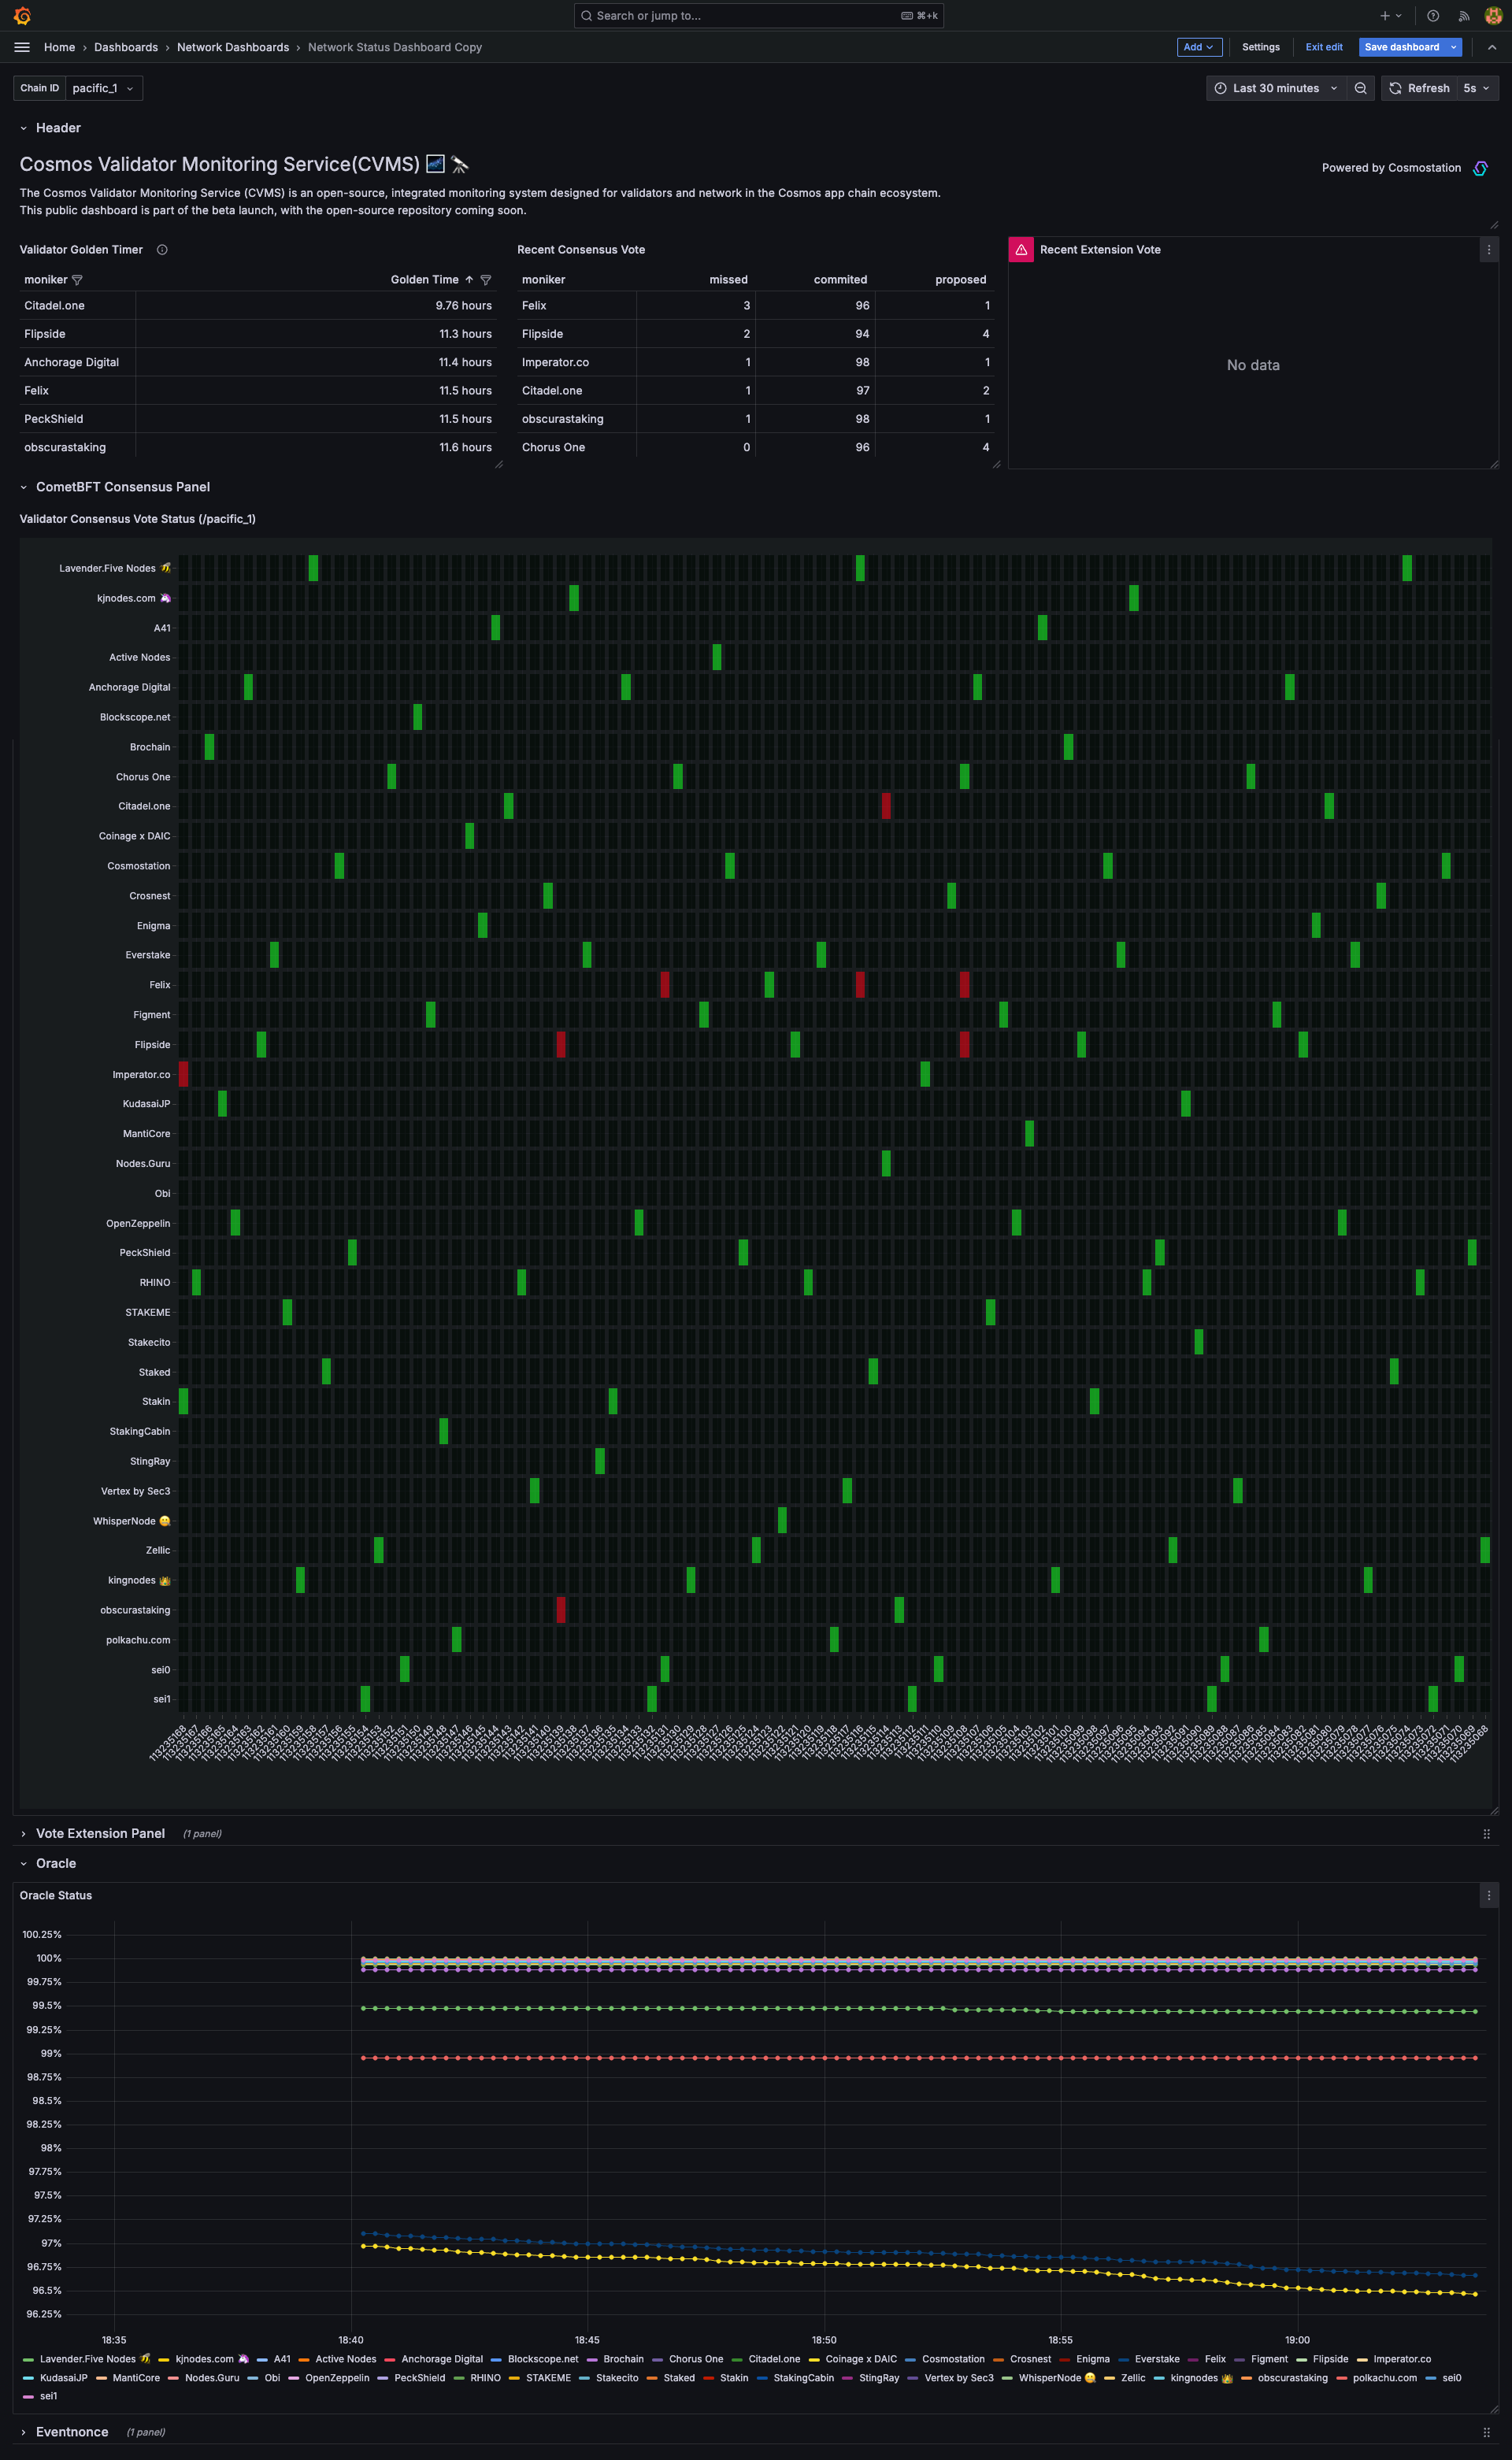 Search or jump to... ⌘+k
Home › Dashboards › Network Dashboards › Network Status Dashboard Copy
Add Settings Exit edit Save dashboard
Chain ID pacific_1
Last 30 minutes Refresh 5s
Header
Cosmos Validator Monitoring Service(CVMS)
Powered by Cosmostation
The Cosmos Validator Monitoring Service (CVMS) is an open-source, integrated monitoring system designed for validators and network in the Cosmos app chain ecosystem.
This public dashboard is part of the beta launch, with the open-source repository coming soon.
Validator Golden Timer
moniker Golden Time
Citadel.one 9.76 hours
Flipside 11.3 hours
Anchorage Digital 11.4 hours
Felix 11.5 hours
PeckShield 11.5 hours
obscurastaking 11.6 hours
Recent Consensus Vote
moniker missed commited proposed
Felix 3 96 1
Flipside 2 94 4
Imperator.co 1 98 1
Citadel.one 1 97 2
obscurastaking 1 98 1
Chorus One 0 96 4
Recent Extension Vote
No data
CometBFT Consensus Panel
Validator Consensus Vote Status (/pacific_1)
Lavender.Five Nodes 🐝
kjnodes.com 🦄
A41
Active Nodes
Anchorage Digital
Blockscope.net
Brochain
Chorus One
Citadel.one
Coinage x DAIC
Cosmostation
Crosnest
Enigma
Everstake
Felix
Figment
Flipside
Imperator.co
KudasaiJP
MantiCore
Nodes.Guru
Obi
OpenZeppelin
PeckShield
RHINO
STAKEME
Stakecito
Staked
Stakin
StakingCabin
StingRay
Vertex by Sec3
WhisperNode 🤐
Zellic
kingnodes 👑
obscurastaking
polkachu.com
sei0
sei1
Vote Extension Panel (1 panel)
Oracle
Oracle Status
100.25%
100%
99.75%
99.5%
99.25%
99%
98.75%
98.5%
98.25%
98%
97.75%
97.5%
97.25%
97%
96.75%
96.5%
96.25%
18:35 18:40 18:45 18:50 18:55 19:00
Lavender.Five Nodes 🐝 kjnodes.com 🦄 A41 Active Nodes Anchorage Digital Blockscope.net Brochain Chorus One Citadel.one Coinage x DAIC Cosmostation Crosnest Enigma Everstake Felix Figment Flipside Imperator.co
KudasaiJP MantiCore Nodes.Guru Obi OpenZeppelin PeckShield RHINO STAKEME Stakecito Staked Stakin StakingCabin StingRay Vertex by Sec3 WhisperNode 🤐 Zellic kingnodes 👑 obscurastaking polkachu.com sei0
sei1
Eventnonce (1 panel)